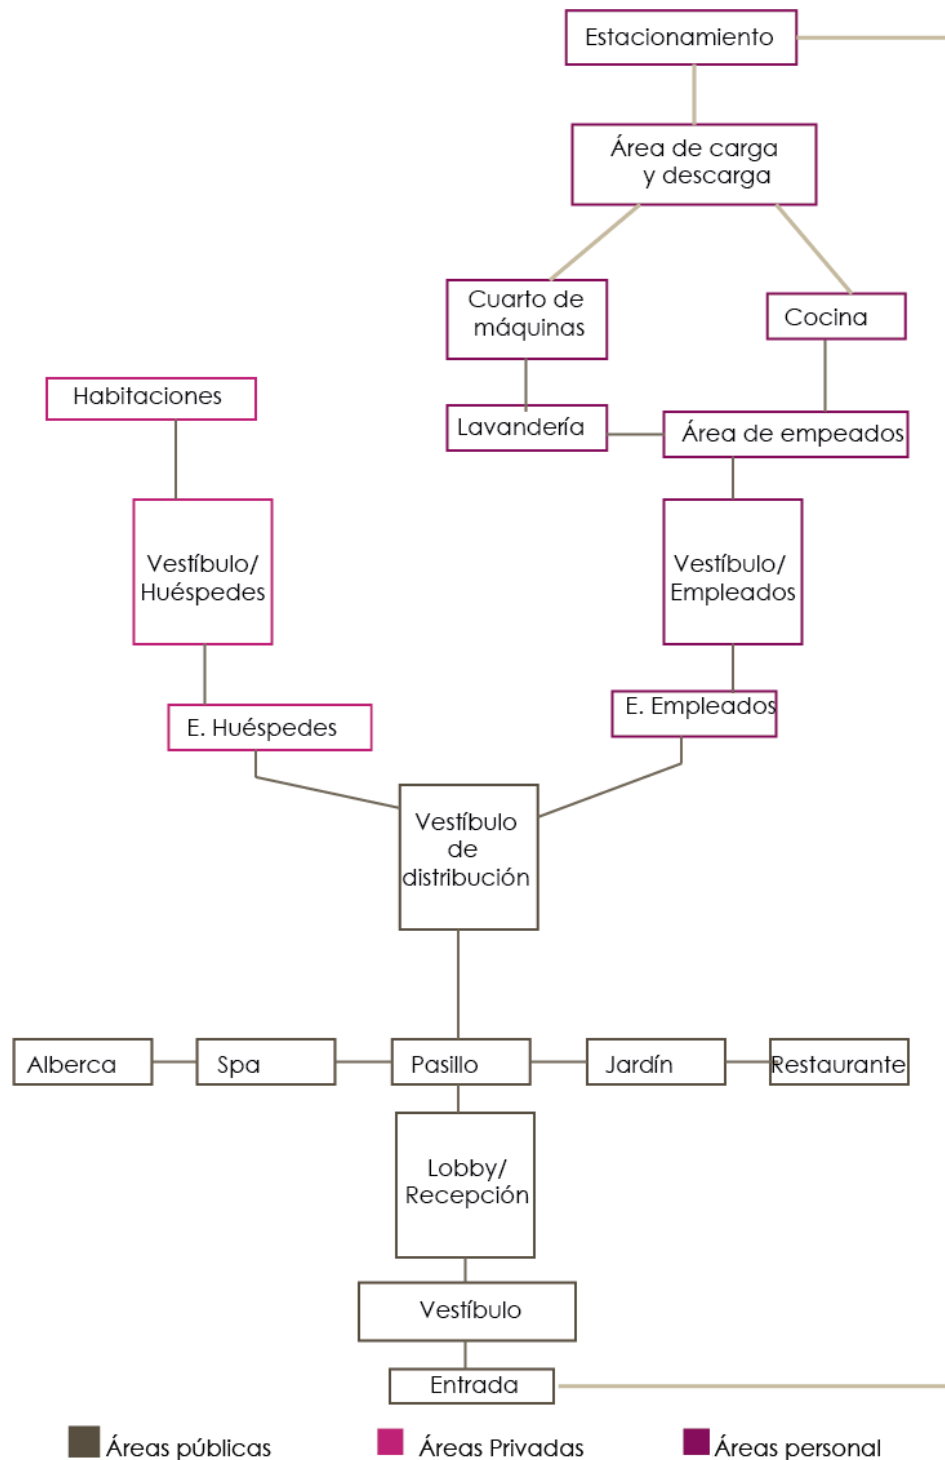 Estacionamiento
Área de carga
y descarga
Cuarto de
máquinas
Cocina
Habitaciones
Lavandería
Área de empeados
Vestíbulo/
Huéspedes
Vestíbulo/
Empleados
E. Huéspedes
E. Empleados
Vestíbulo
de
distribución
Alberca
Spa
Pasillo
Jardín
Restaurante
Lobby/
Recepción
Vestíbulo
Entrada
Áreas públicas
Áreas Privadas
Áreas personal